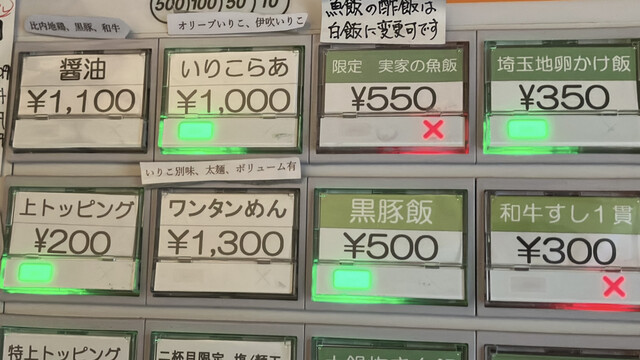 500 100 50 10
魚飯の酢飯は
白飯に変更可です
比内地鶏、黒豚、和牛
オリーブいりこ、伊吹いりこ
醤油
¥1,100
いりこらあ
¥1,000
限定 実家の魚飯
¥550
埼玉地卵かけ飯
¥350
いりこ別味、太麺、ボリューム有
上トッピング
¥200
ワンタンめん
¥1,300
黒豚飯
¥500
和牛すし1貫
¥300
特上トッピング